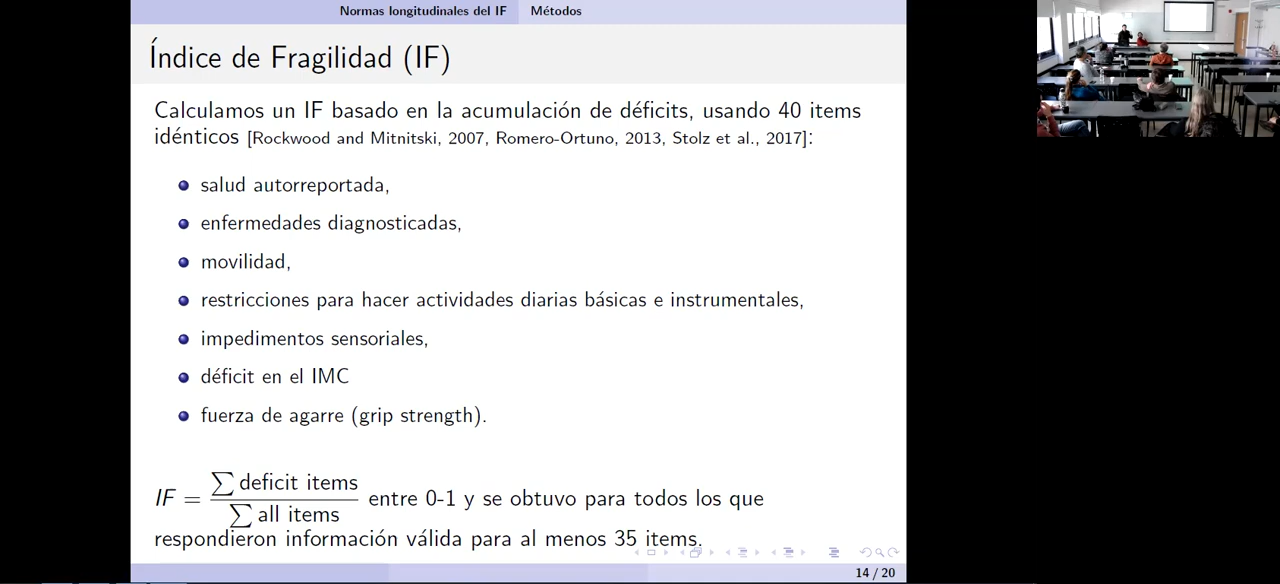 Normas longitudinales del IF Métodos
Índice de Fragilidad (IF)
Calculamos un IF basado en la acumulación de déficits, usando 40 items
idénticos [Rockwood and Mitnitski, 2007, Romero-Ortuno, 2013, Stolz et al., 2017]:
salud autorreportada,
enfermedades diagnosticadas,
movilidad,
restricciones para hacer actividades diarias básicas e instrumentales,
impedimentos sensoriales,
déficit en el IMC
fuerza de agarre (grip strength).
IF = ∑ deficit items / ∑ all items entre 0-1 y se obtuvo para todos los que
respondieron información válida para al menos 35 items.
14 / 20